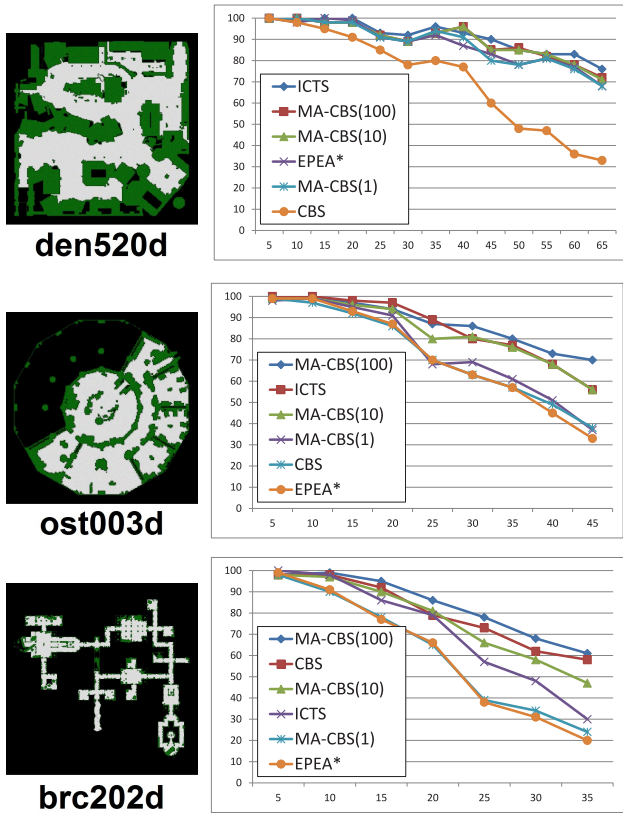 100
90
80
70
60
50
40
30
20
10
0
ICTS
MA-CBS(100)
MA-CBS(10)
EPEA*
MA-CBS(1)
CBS
5 10 15 20 25 30 35 40 45 50 55 60 65
den520d
100
90
80
70
60
50
40
30
20
10
0
MA-CBS(100)
ICTS
MA-CBS(10)
MA-CBS(1)
CBS
EPEA*
5 10 15 20 25 30 35 40 45
ost003d
100
90
80
70
60
50
40
30
20
10
0
MA-CBS(100)
CBS
MA-CBS(10)
ICTS
MA-CBS(1)
EPEA*
5 10 15 20 25 30 35
brc202d